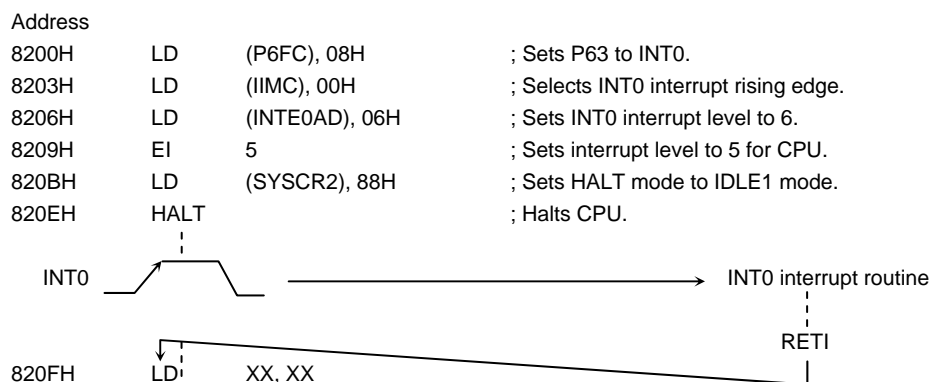 Address
8200H LD (P6FC), 08H ; Sets P63 to INT0.
8203H LD (IIMC), 00H ; Selects INT0 interrupt rising edge.
8206H LD (INTE0AD), 06H ; Sets INT0 interrupt level to 6.
8209H EI 5 ; Sets interrupt level to 5 for CPU.
820BH LD (SYSCR2), 88H ; Sets HALT mode to IDLE1 mode.
820EH HALT ; Halts CPU.
INT0 INT0 interrupt routine
RETI
820FH LD XX, XX